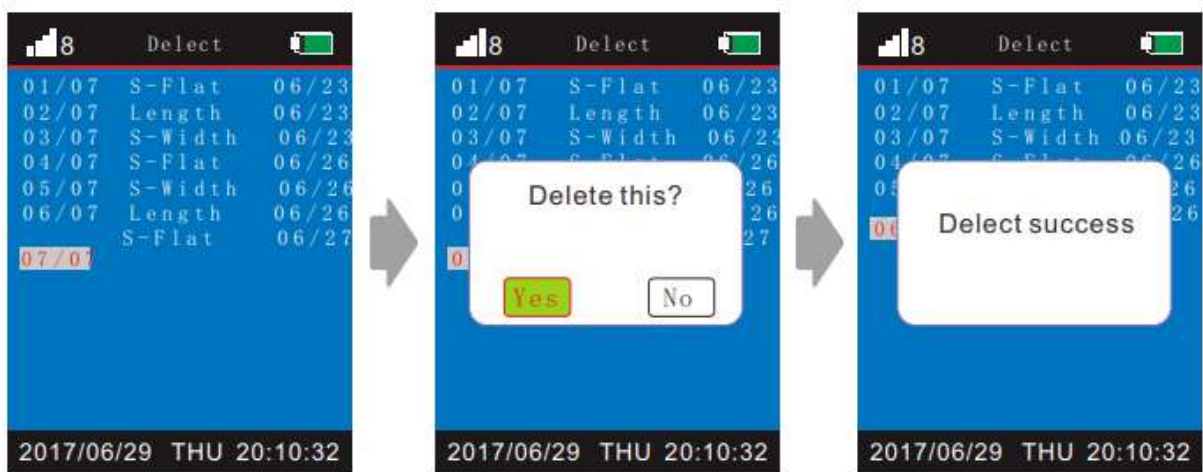 8 Delect
01/07 S-Flat 06/23
02/07 Length 06/23
03/07 S-Width 06/23
04/07 S-Flat 06/26
05/07 S-Width 06/26
06/07 Length 06/26
S-Flat 06/27
07/07
2017/06/29 THU 20:10:32
8 Delect
01/07 S-Flat 06/23
02/07 Length 06/23
03/07 S-Width 06/23
26
26
27
Delete this?
Yes No
2017/06/29 THU 20:10:32
8 Delect
01/07 S-Flat 06/23
02/07 Length 06/23
03/07 S-Width 06/23
26
26
Delect success
2017/06/29 THU 20:10:32